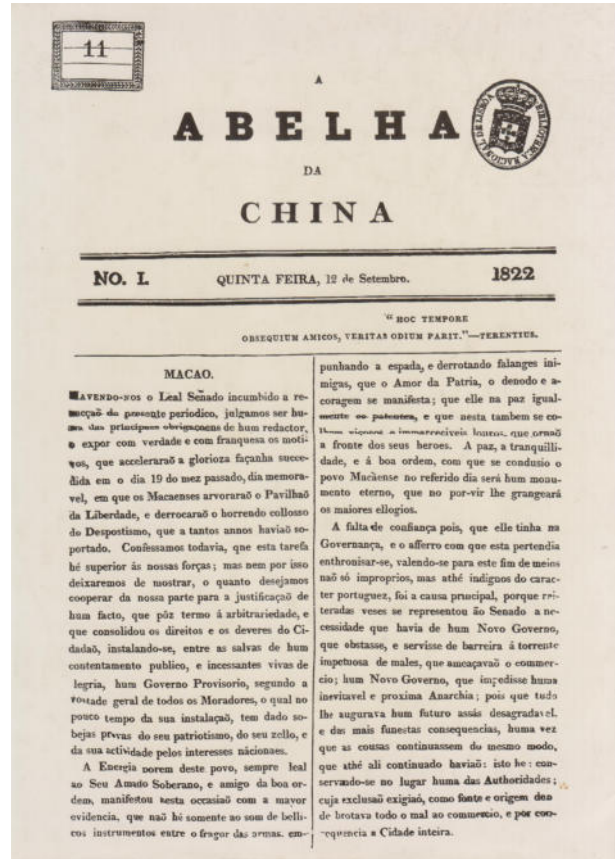 11
A
ABELHA
DA
CHINA
BIBLIOTHECA NACIONAL DE LISBOA
NO. I.
QUINTA FEIRA, 12 de Setembro.
1822
“ HOC TEMPORE
OBSEQUIUM AMICOS, VERITAS ODIUM PARIT.”—TERENTIUS.
MACAO.
HAVENDO-NOS o Leal Senado incumbido a re-
do presente periodico, julgamos ser hu-
ma das principaes de hum redactor,
o expor com verdade e com franquesa os moti-
vos, que acceleraraõ a glorioza façanha succe-
dida em o dia 19 do mez passado, dia memora-
vel, em que os Macaenses arvoraraõ o Pavilhaõ
da Liberdade, e derrocaraõ o horrendo collosso
do Despostismo, que a tantos annos haviaõ so-
portado. Confessamos todavia, que esta tarefa
hé superior ás nossas forças; mas nem por isso
deixaremos de mostrar, o quanto desejamos
cooperar da nossa parte para a justificaçaõ de
hum facto, que pûz termo á arbitrariedade, e
que consolidou os direitos e os deveres do Ci-
dadaõ, instalando-se, entre as salvas de hum
contentamento publico, e incessantes vivas de
legria, hum Governo Provisorio, segundo a
vontade geral de todos os Moradores, o qual no
pouco tempo da sua instalaçaõ, tem dado so-
bejas provas do seu patriotismo, do seu zello, e
da sua actividade pelos interesses nácionaes.
A Energia porem deste povo, sempre leal
ao Seu Amado Soberano, e amigo da boa or-
dem, manifestou nesta occasiaõ com a mayor
evidencia, que naõ hé somente ao som de belli-
cos instrumentos entre o fragor das armas, em-
punhando a espada, e derrotando falanges ini-
migas, que o Amor da Patria, o denodo e a-
coragem se manifesta; que elle na paz igual-
mente se patentea, e que nesta tambem se co-
lhem viçosos e immarcesciveis louros, que ornaõ
a fronte dos seus heroes. A paz, a tranquilli-
dade, e á boa ordem, com que se condusio o
povo Macàense no referido dia será hum monu-
mento eterno, que no por-vir lhe grangeará
os maiores ellogios.
A falta de confiança pois, que elle tinha na
Governança, e o afferro com que esta pertendia
enthronisar-se, valendo-se para este fim de meios
naõ só improprios, mas athé indignos do carac-
ter portuguez, foi a causa principal, porque rei-
teradas veses se representou ão Senado a ne-
cessidade que havia de hum Novo Governo,
que obstasse, e servisse de barreira á torrente
impetuosa de males, que ameaçavaõ o commer-
cio; hum Novo Governo, que impedisse huma
inevitavel e proxima Anarchia; pois que tudo
lhe augurava hum futuro assás desagradavel,
e das mais funestas consequencias, huma vez
que as cousas continuassem do mesmo modo,
que athé ali continuado haviaõ: isto he: con-
servando-se no lugar huma das Authoridades;
cuja exclusaõ exigiaõ, como fonte e origem don
de brotava todo o mal ao commercio, e por con-
sequencia a Cidade inteira.